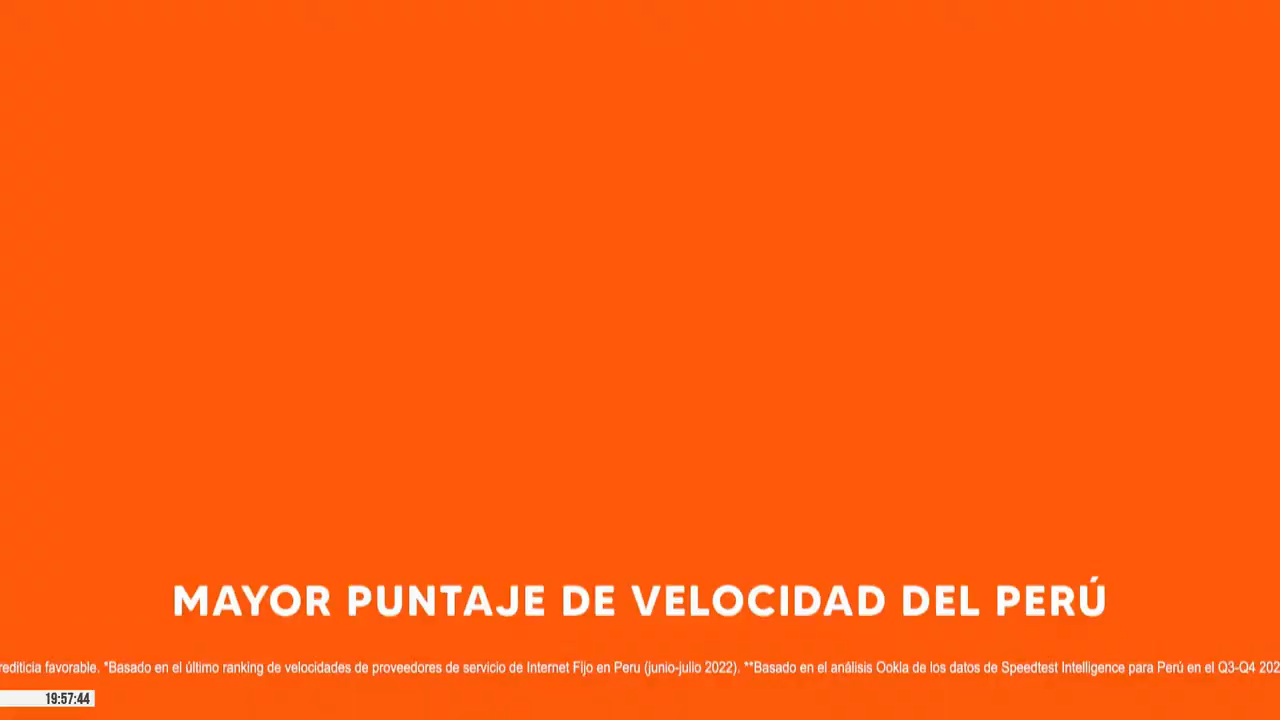 MAYOR PUNTAJE DE VELOCIDAD DEL PERÚ
rediticia favorable. *Basado en el último ranking de velocidades de proveedores de servicio de Internet Fijo en Peru (junio-julio 2022). **Basado en el análisis Ookla de los datos de Speedtest Intelligence para Perú en el Q3-Q4 202
19:57:44